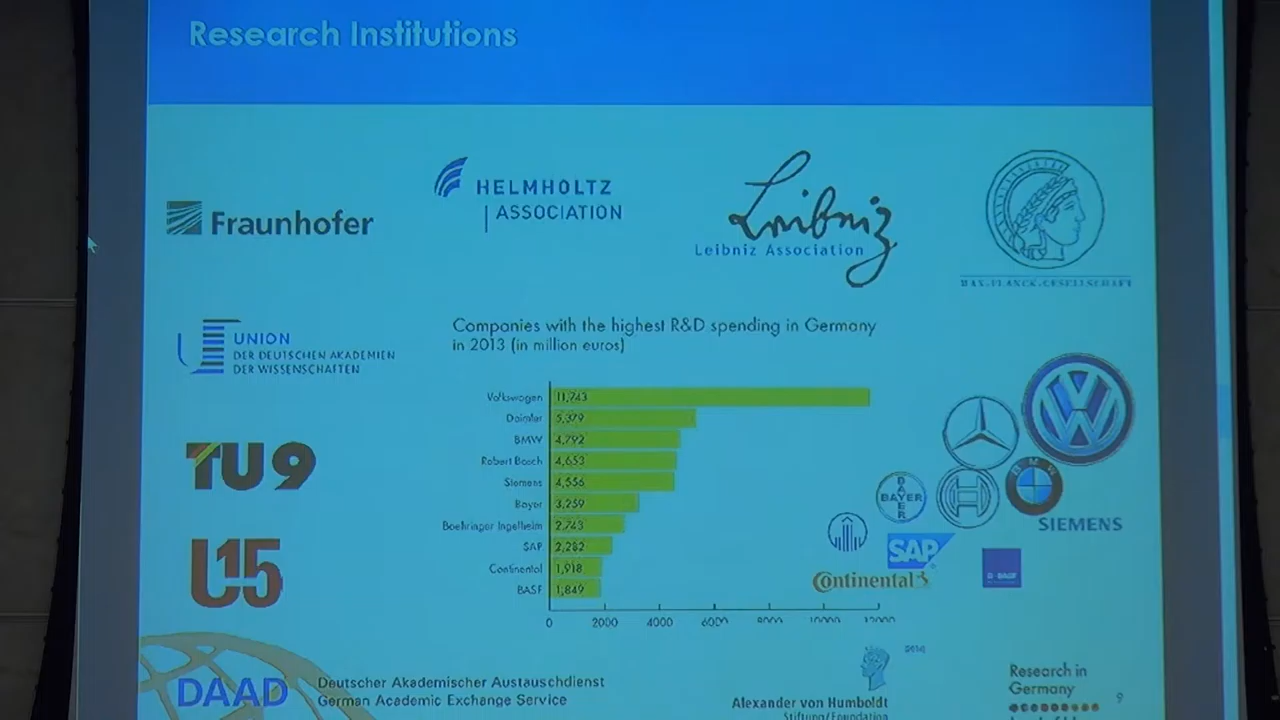 Research Institutions
Fraunhofer
HELMHOLTZ
ASSOCIATION
Leibniz
Leibniz Association
MAX-PLANCK-GESELLSCHAFT
UNION
DER DEUTSCHEN AKADEMIEN
DER WISSENSCHAFTEN
TU9
U15
Companies with the highest R&D spending in Germany
in 2013 (in million euros)
Volkswagen 11,743
Daimler 5,379
BMW 4,792
Robert Bosch 4,653
Siemens 4,556
Bayer 3,259
Boehringer Ingelheim 2,743
SAP 2,282
Continental 1,918
BASF 1,849
0 2000 4000 6000 8000 10000 12000
BMW
BAYER
BAYER
SIEMENS
SAP
Continental
BASF
DAAD
Deutscher Akademischer Austauschdienst
German Academic Exchange Service
Alexander von Humboldt
Stiftung/Foundation
Research in
Germany
9